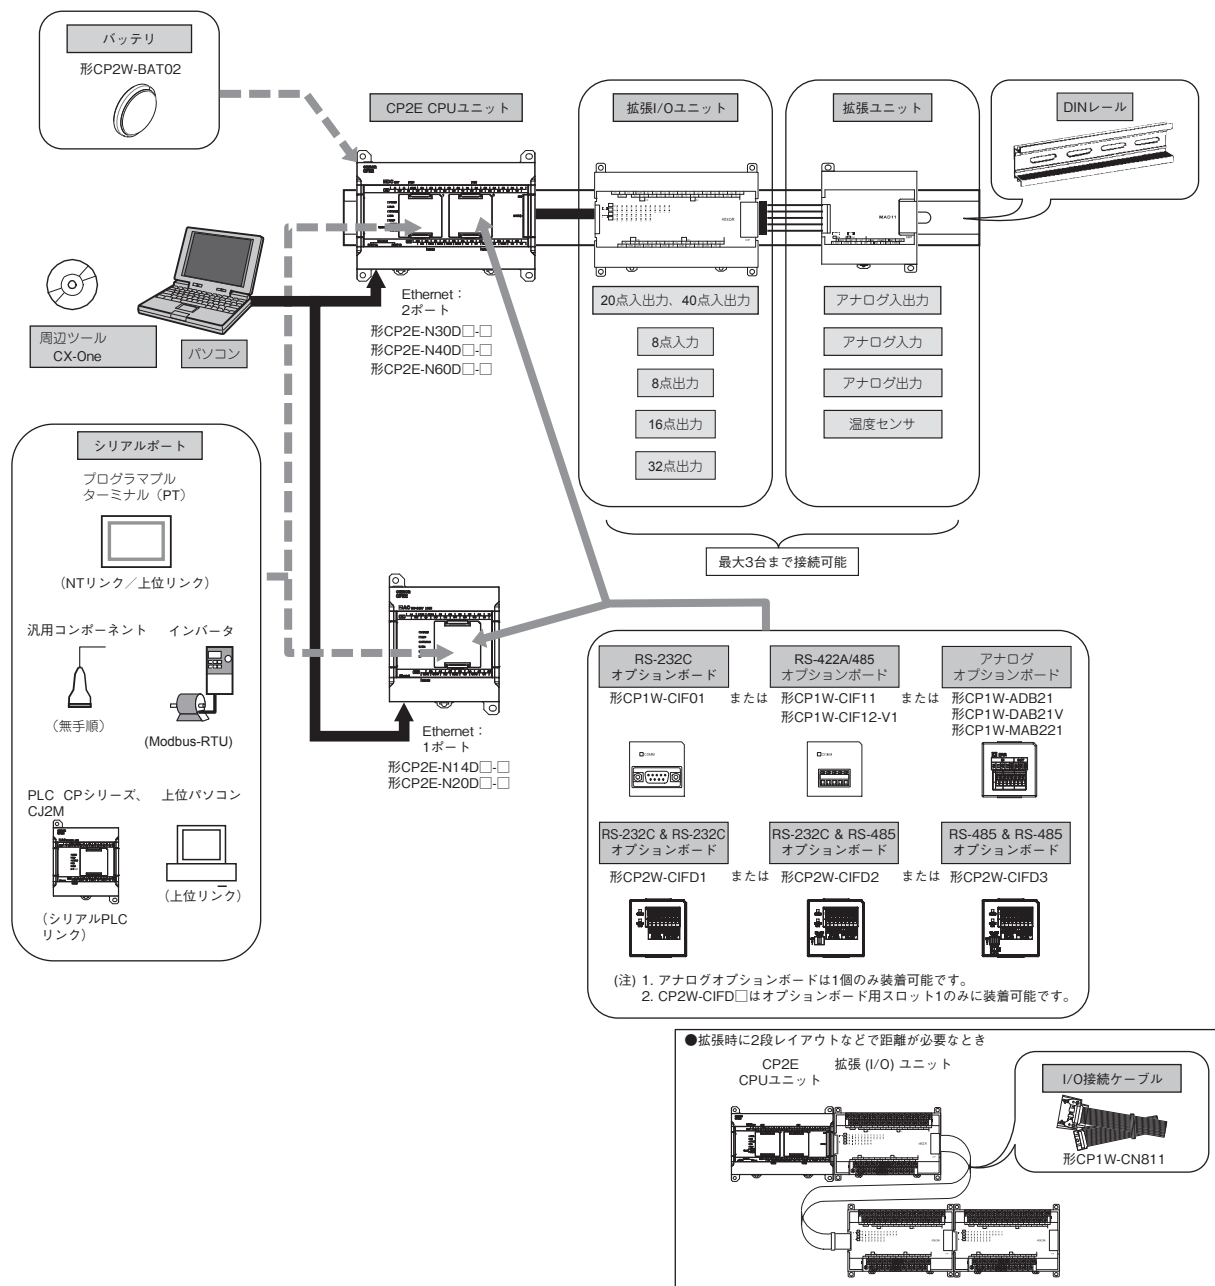 バッテリ
形CP2W-BAT02
CP2E CPUユニット
拡張I/Oユニット
拡張ユニット
DINレール
MAD11
周辺ツール
CX-One
パソコン
Ethernet：
2ポート
形CP2E-N30D□-□
形CP2E-N40D□-□
形CP2E-N60D□-□
20点入出力、40点入出力
8点入力
8点出力
16点出力
32点出力
アナログ入出力
アナログ入力
アナログ出力
温度センサ
最大3台まで接続可能
シリアルポート
プログラマブル
ターミナル（PT）
（NTリンク／上位リンク）
汎用コンポーネント
インバータ
（無手順）
(Modbus-RTU)
PLC CPシリーズ、
CJ2M
上位パソコン
（シリアルPLC
リンク）
（上位リンク）
Ethernet：
1ポート
形CP2E-N14D□-□
形CP2E-N20D□-□
RS-232C
オプションボード
形CP1W-CIF01
または
RS-422A/485
オプションボード
形CP1W-CIF11
形CP1W-CIF12-V1
または
アナログ
オプションボード
形CP1W-ADB21
形CP1W-DAB21V
形CP1W-MAB221
COMM
COMM
RS-232C & RS-232C
オプションボード
形CP2W-CIFD1
または
RS-232C & RS-485
オプションボード
形CP2W-CIFD2
または
RS-485 & RS-485
オプションボード
形CP2W-CIFD3
(注) 1. アナログオプションボードは1個のみ装着可能です。
2. CP2W-CIFD□はオプションボード用スロット1のみに装着可能です。
●拡張時に2段レイアウトなどで距離が必要なとき
CP2E
CPUユニット
拡張 (I/O) ユニット
I/O接続ケーブル
形CP1W-CN811